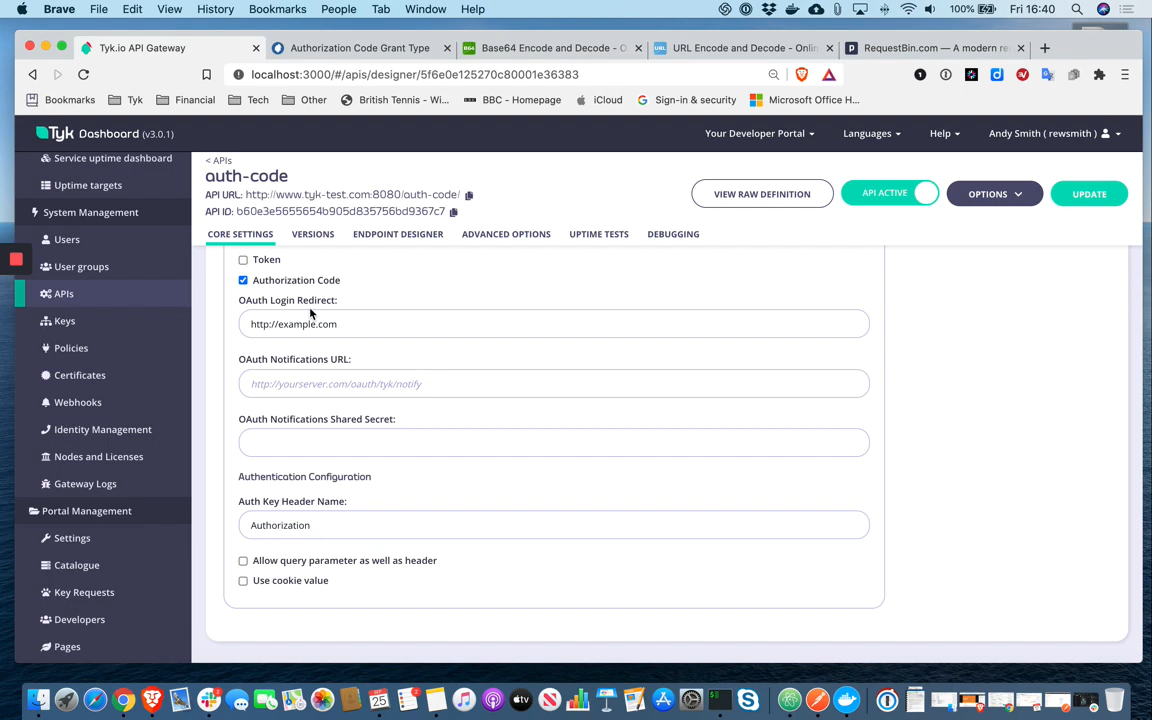 Brave File Edit View History Bookmarks People Tab Window Help 100% Fri 16:40
Tyk.io API Gateway Authorization Code Grant Type Base64 Encode and Decode - O URL Encode and Decode - Onlin RequestBin.com — A modern re
localhost:3000/#/apis/designer/5f6e0e125270c80001e36383
Bookmarks Tyk Financial Tech Other British Tennis - Wi... BBC - Homepage iCloud Sign-in & security Microsoft Office H...
Tyk Dashboard (v3.0.1) Your Developer Portal Languages Help Andy Smith ( rewsmith )
Service uptime dashboard
Uptime targets
System Management
Users
User groups
APIs
Keys
Policies
Certificates
Webhooks
Identity Management
Nodes and Licenses
Gateway Logs
Portal Management
Settings
Catalogue
Key Requests
Developers
Pages
< APIs
auth-code
API URL: http://www.tyk-test.com:8080/auth-code/
API ID: b60e3e5655654b905d835756bd9367c7
VIEW RAW DEFINITION API ACTIVE OPTIONS UPDATE
CORE SETTINGS VERSIONS ENDPOINT DESIGNER ADVANCED OPTIONS UPTIME TESTS DEBUGGING
Token
Authorization Code
OAuth Login Redirect:
http://example.com
OAuth Notifications URL:
http://yourserver.com/oauth/tyk/notify
OAuth Notifications Shared Secret:
Authentication Configuration
Auth Key Header Name:
Authorization
Allow query parameter as well as header
Use cookie value